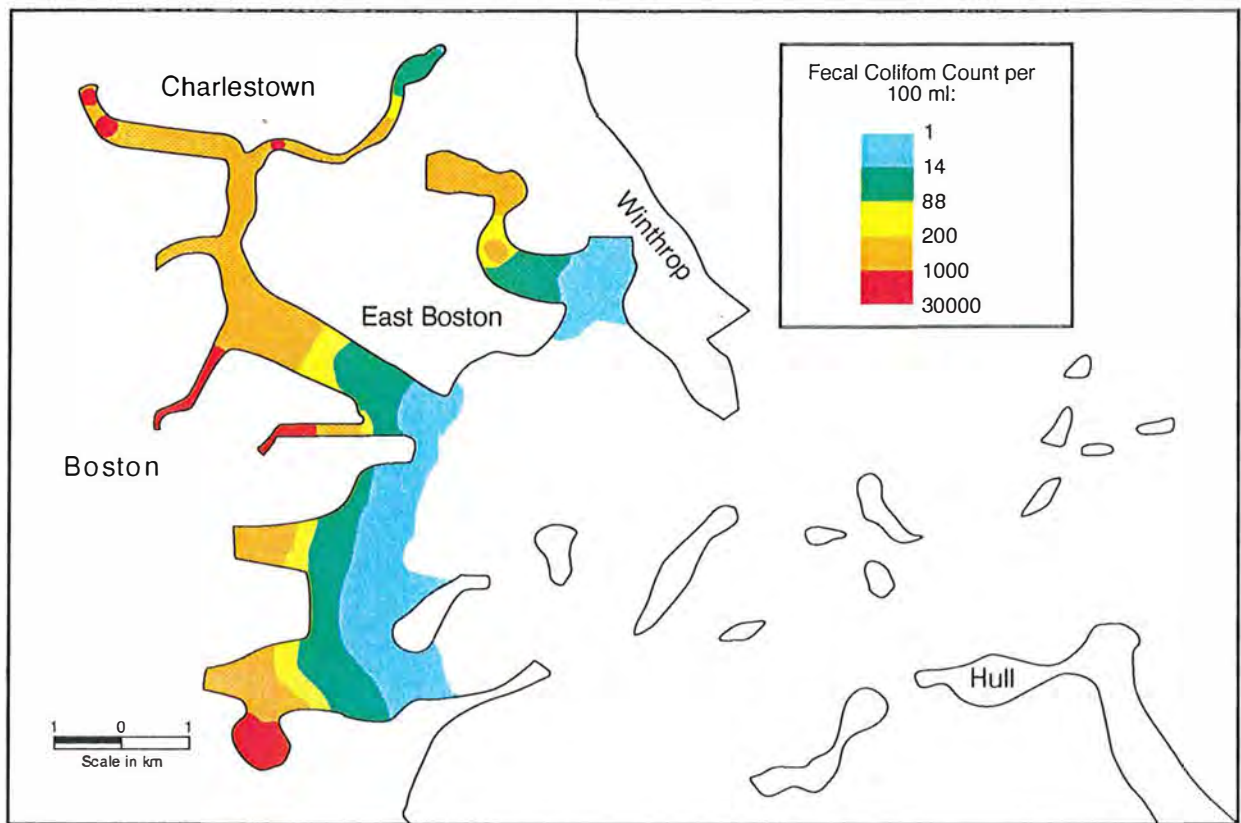 Charlestown
Fecal Colifom Count per
100 ml:
1
14
88
200
1000
30000
Winthrop
East Boston
Boston
Hull
1 0 1
Scale in km